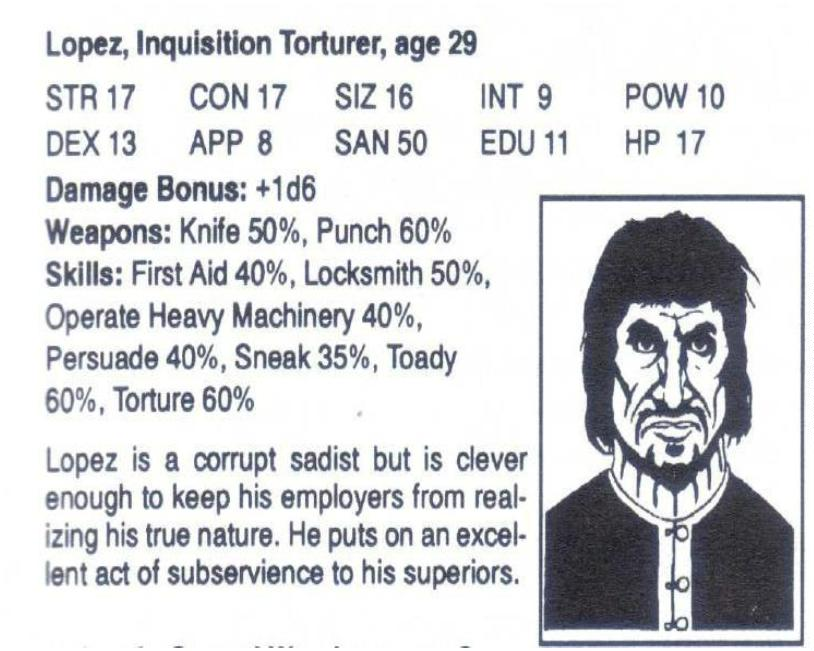 Lopez, Inquisition Torturer, age 29
STR 17 CON 17 SIZ 16 INT 9 POW 10
DEX 13 APP 8 SAN 50 EDU 11 HP 17
Damage Bonus: +1d6
Weapons: Knife 50%, Punch 60%
Skills: First Aid 40%, Locksmith 50%,
Operate Heavy Machinery 40%,
Persuade 40%, Sneak 35%, Toady
60%, Torture 60%
Lopez is a corrupt sadist but is clever
enough to keep his employers from real-
izing his true nature. He puts on an excel-
lent act of subservience to his superiors.